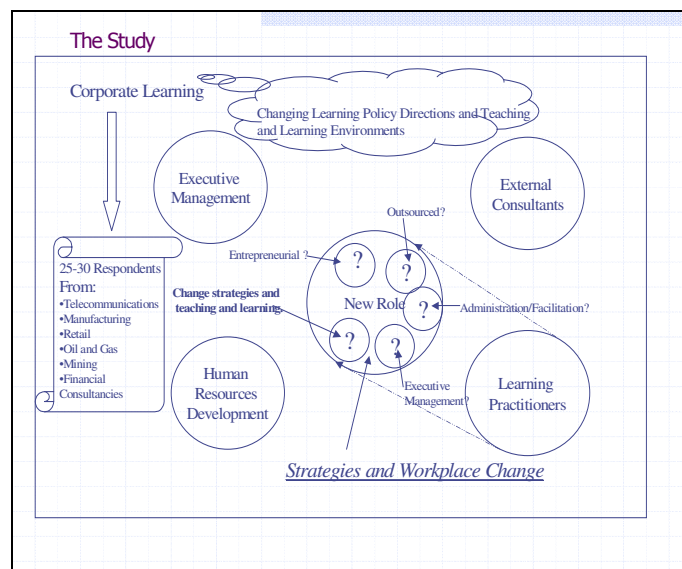 The Study
Corporate Learning
Changing Learning Policy Directions and Teaching
and Learning Environments
Executive
Management
External
Consultants
Outsourced?
Entrepreneurial ?
?
?
25-30 Respondents
From:
•Telecommunications
•Manufacturing
•Retail
•Oil and Gas
•Mining
•Financial
Consultancies
Change strategies and
teaching and learning.
New Role
?
Administration/Facilitation?
?
?
Human
Resources
Development
Executive
Management?
Learning
Practitioners
Strategies and Workplace Change